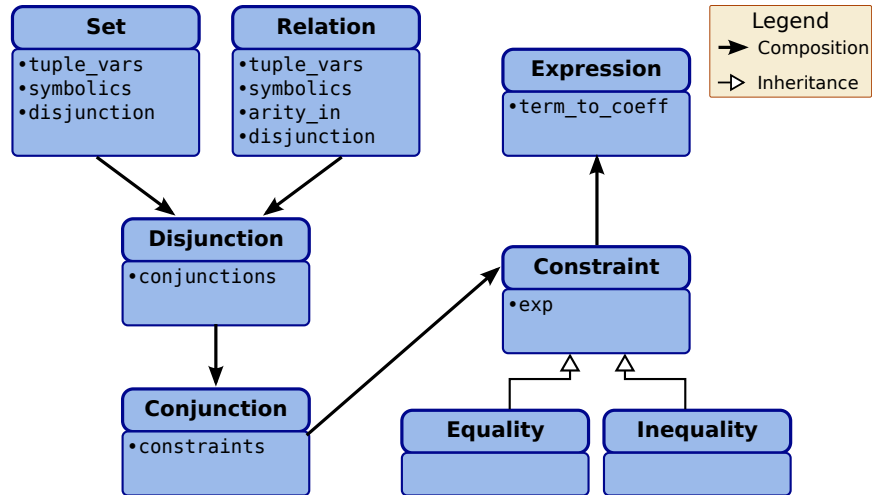 Set
•tuple_vars
•symbolics
•disjunction
Relation
•tuple_vars
•symbolics
•arity_in
•disjunction
Expression
•term_to_coeff
Legend
Composition
Inheritance
Disjunction
•conjunctions
Constraint
•exp
Conjunction
•constraints
Equality
Inequality